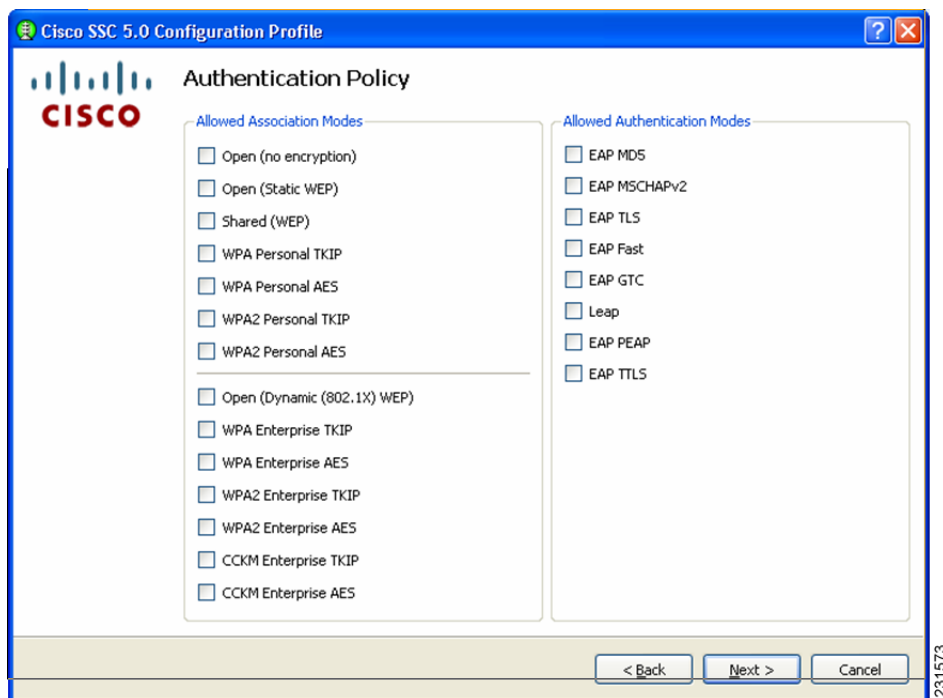 Cisco SSC 5.0 Configuration Profile
CISCO
Authentication Policy
Allowed Association Modes
Open (no encryption)
Open (Static WEP)
Shared (WEP)
WPA Personal TKIP
WPA Personal AES
WPA2 Personal TKIP
WPA2 Personal AES
Open (Dynamic (802.1X) WEP)
WPA Enterprise TKIP
WPA Enterprise AES
WPA2 Enterprise TKIP
WPA2 Enterprise AES
CCKM Enterprise TKIP
CCKM Enterprise AES
Allowed Authentication Modes
EAP MD5
EAP MSCHAPv2
EAP TLS
EAP Fast
EAP GTC
Leap
EAP PEAP
EAP TTLS
< Back
Next >
Cancel